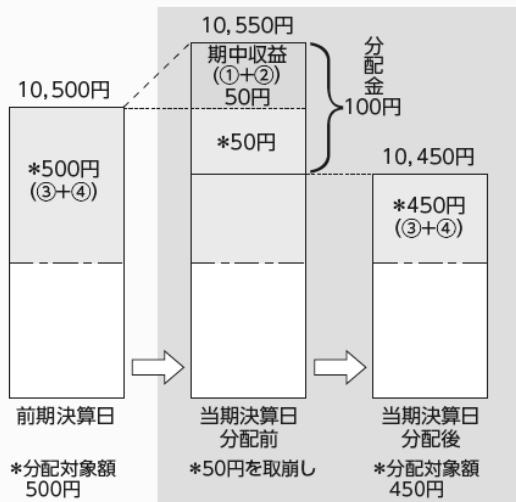 10,500円
*500円
(③+④)
前期決算日
*分配対象額
500円
10,550円
期中収益
(①+②)
50円
*50円
分配金
100円
当期決算日
分配前
*50円を取崩し
10,450円
*450円
(③+④)
当期決算日
分配後
*分配対象額
450円